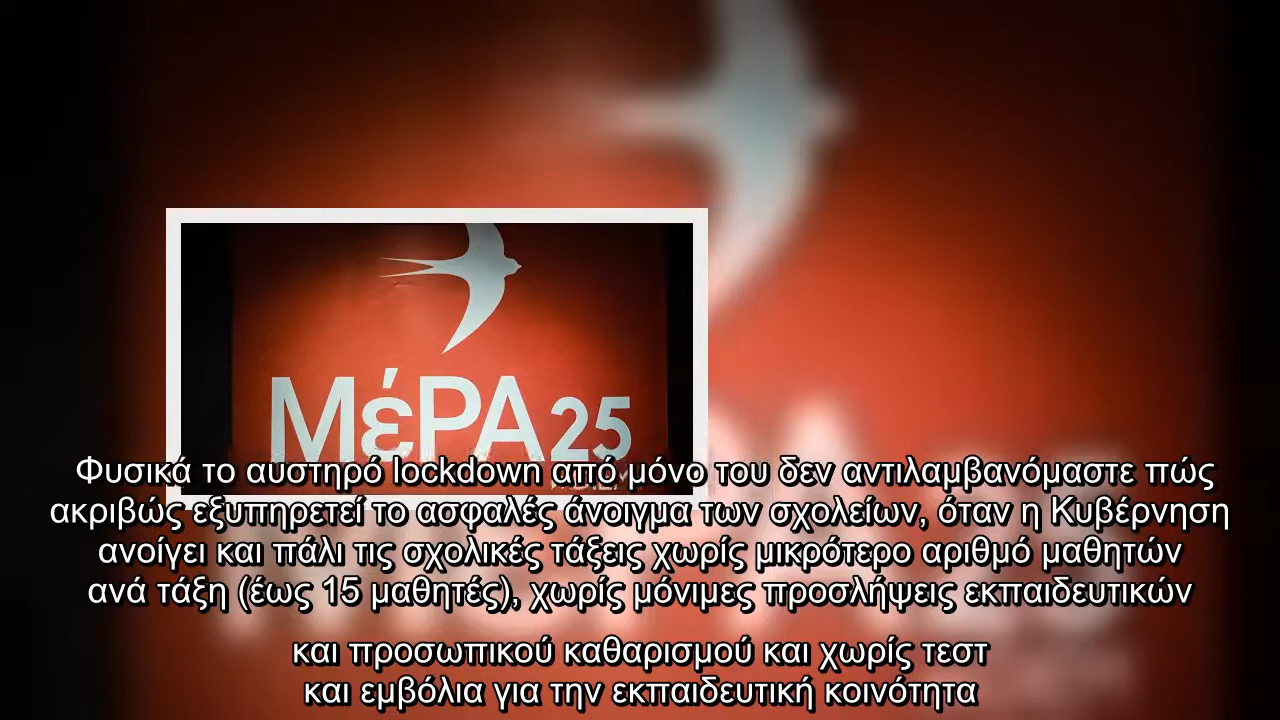 ΜέΡΑ25
Φυσικά το αυστηρό lockdown από μόνο του δεν αντιλαμβανόμαστε πώς
ακριβώς εξυπηρετεί το ασφαλές άνοιγμα των σχολείων, όταν η Κυβέρνηση
ανοίγει και πάλι τις σχολικές τάξεις χωρίς μικρότερο αριθμό μαθητών
ανά τάξη (έως 15 μαθητές), χωρίς μόνιμες προσλήψεις εκπαιδευτικών
και προσωπικού καθαρισμού και χωρίς τεστ
και εμβόλια για την εκπαιδευτική κοινότητα